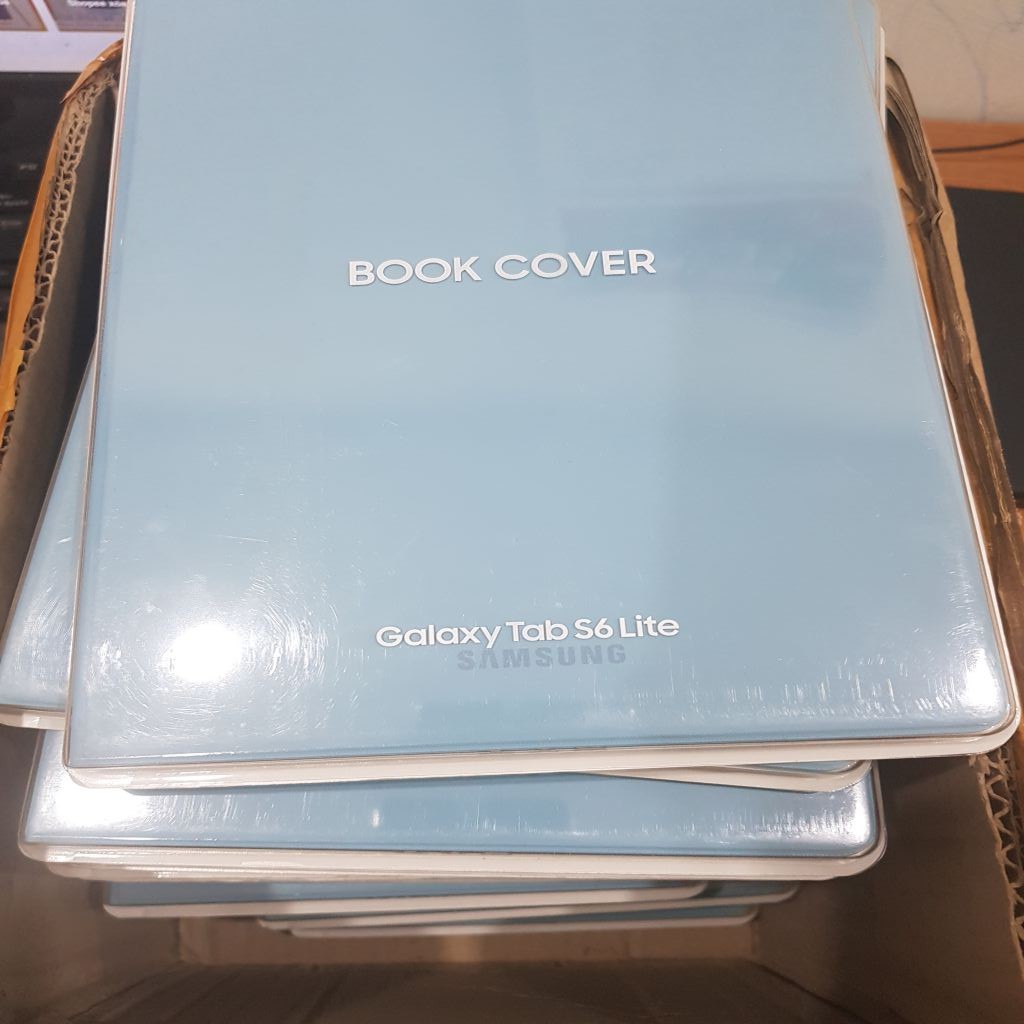 BOOK COVER
Galaxy Tab S6 Lite
SAMSUNG